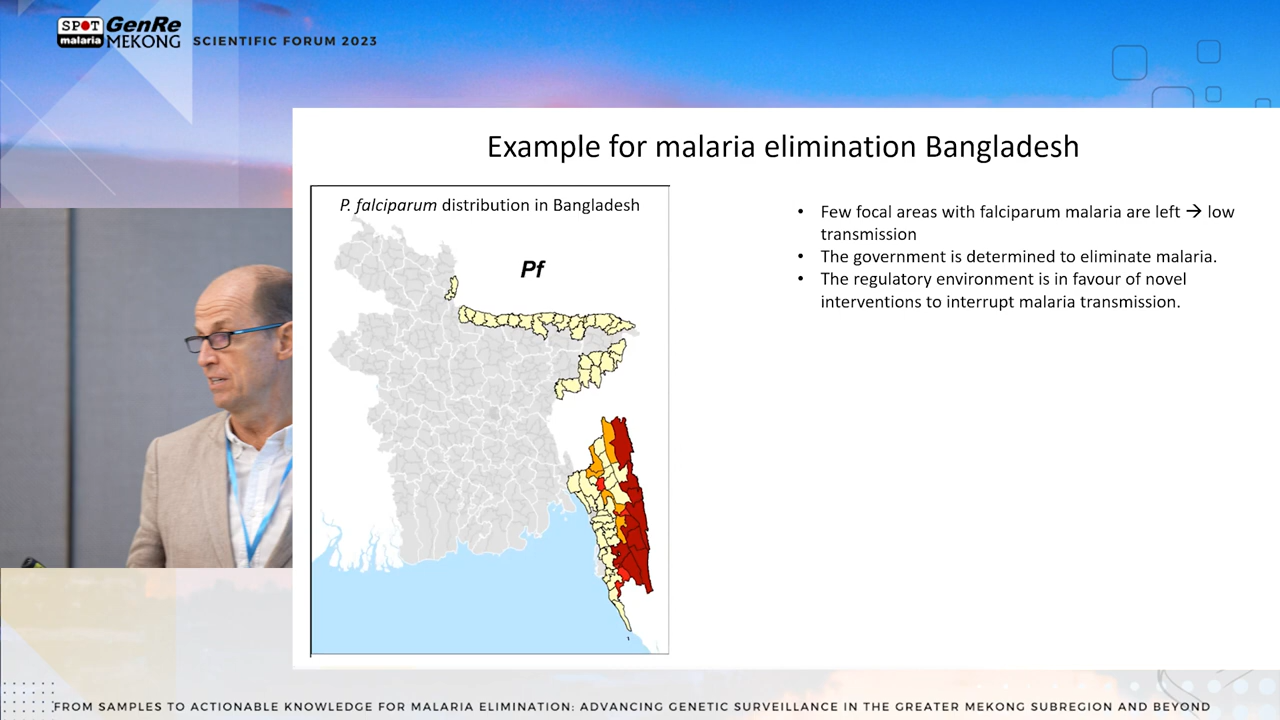 SPOT
malaria
GenRe
MEKONG
SCIENTIFIC FORUM 2023
Example for malaria elimination Bangladesh
P. falciparum distribution in Bangladesh
Pf
• Few focal areas with falciparum malaria are left → low
transmission
• The government is determined to eliminate malaria.
• The regulatory environment is in favour of novel
interventions to interrupt malaria transmission.
1
FROM SAMPLES TO ACTIONABLE KNOWLEDGE FOR MALARIA ELIMINATION: ADVANCING GENETIC SURVEILLANCE IN THE GREATER MEKONG SUBREGION AND BEYOND